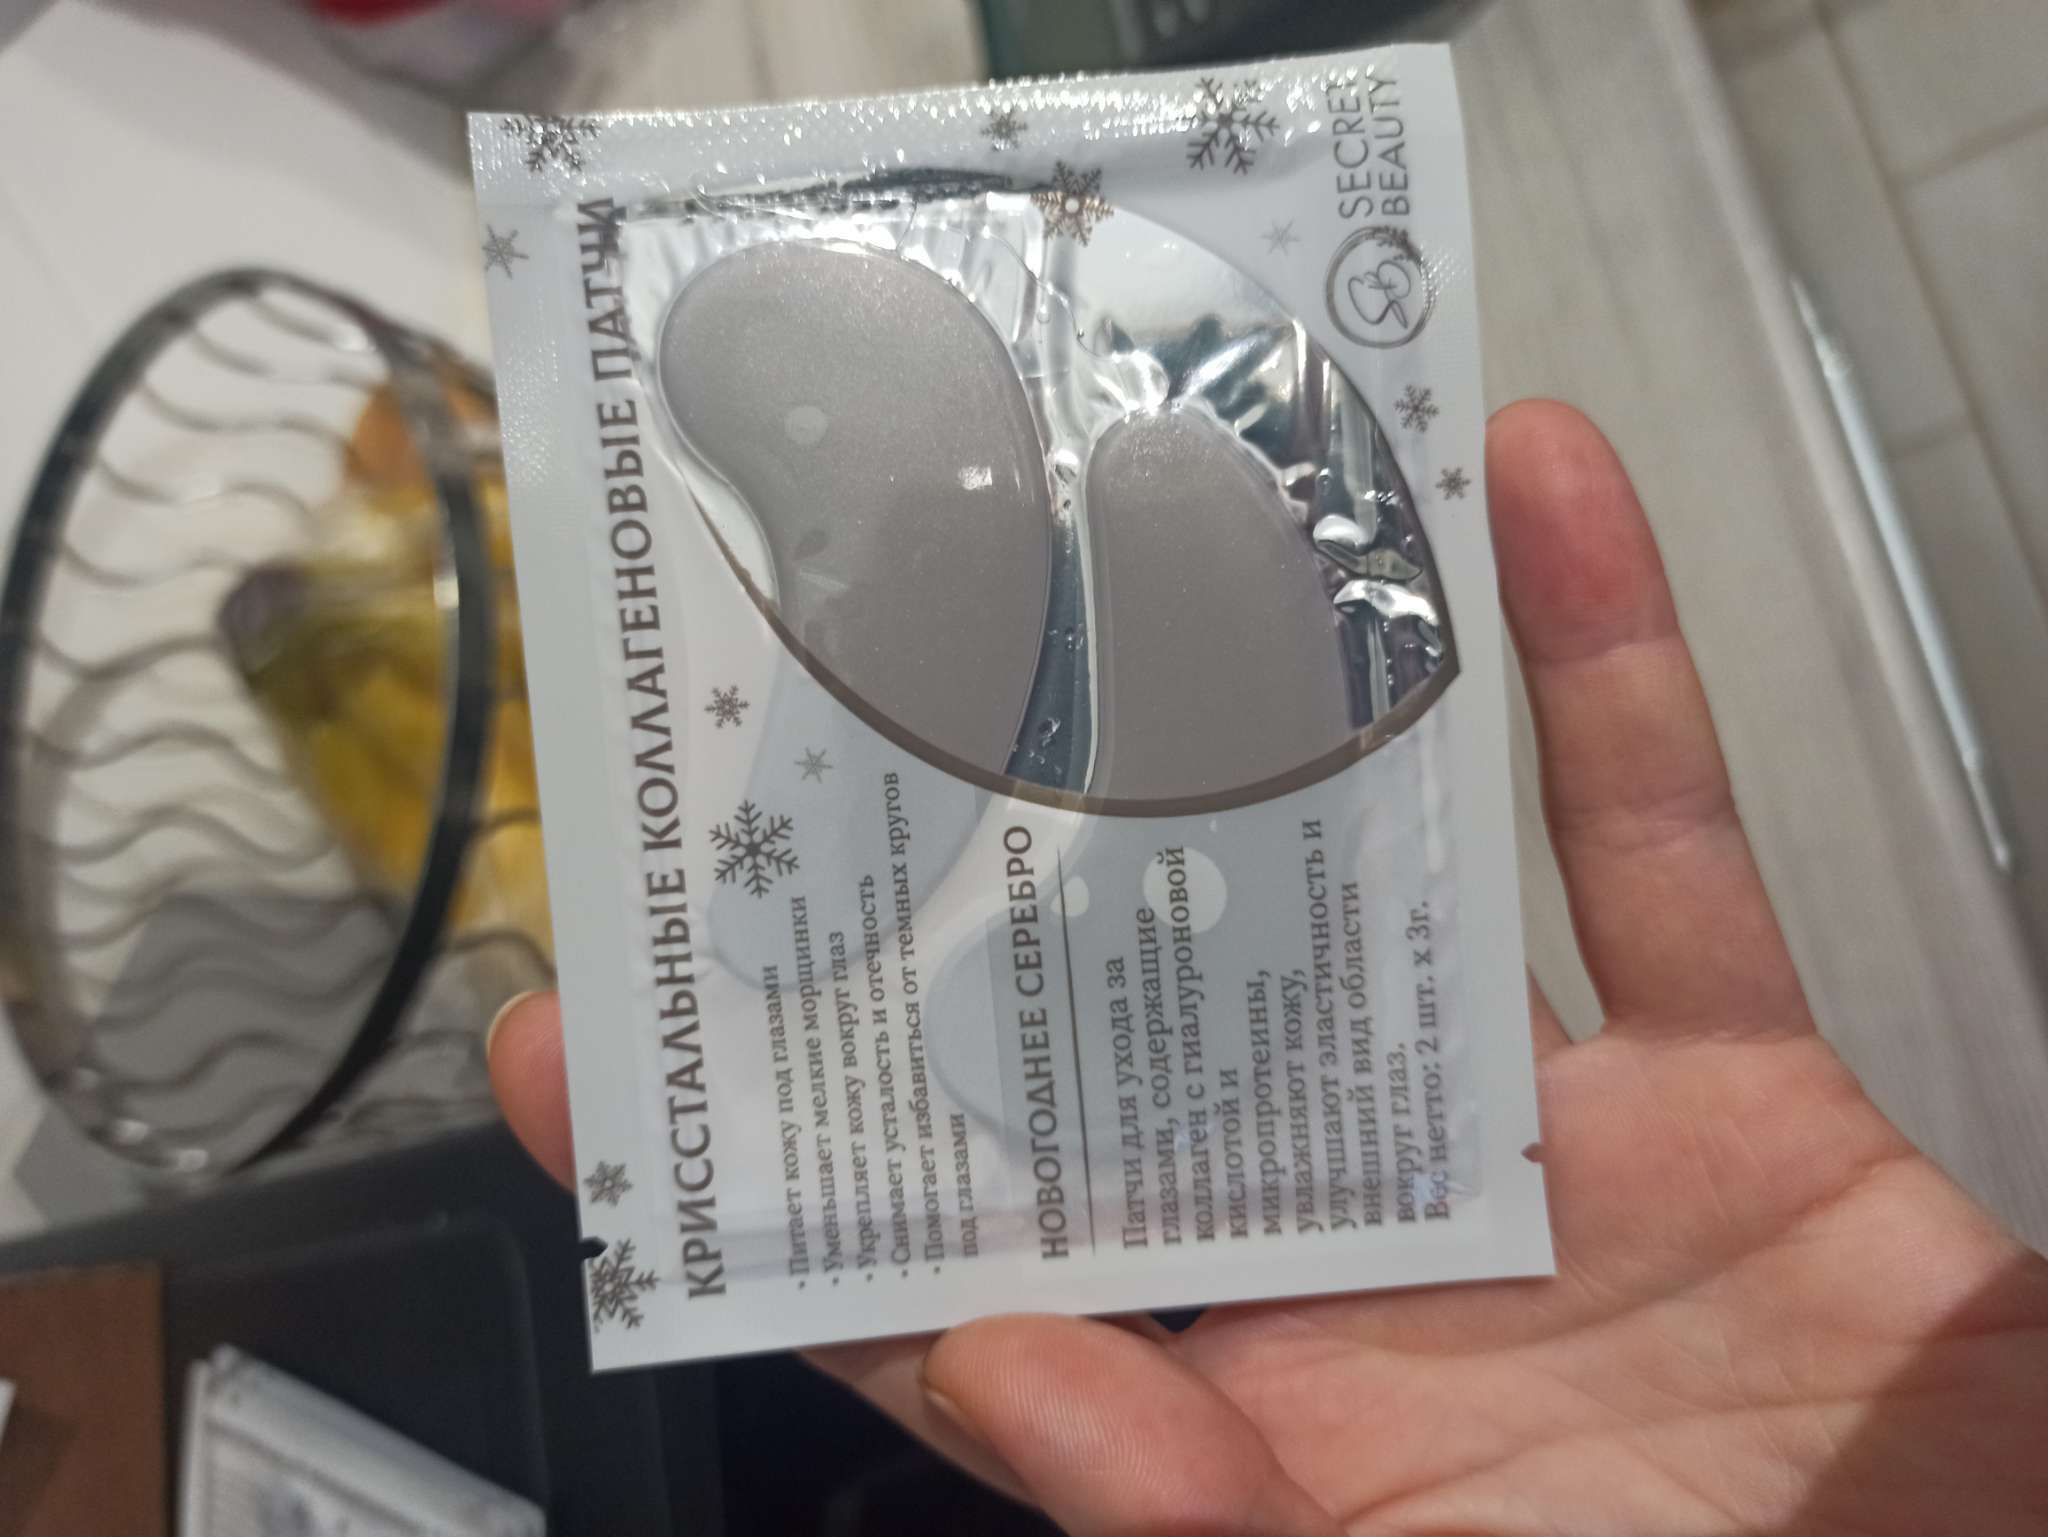 КРИССТАЛЬНЫЕ КОЛЛАГЕНОВЫЕ ПАТЧИ
• Питает кожу под глазами
• Уменьшает мелкие морщинки
• Укрепляет кожу вокруг глаз
• Снимает усталость и отечность
• Помогает избавиться от темных кругов
под глазами
НОВОГОДНЕЕ СЕРЕБРО
Патчи для ухода за
глазами, содержащие
коллаген с гиалуроновой
кислотой и
микропротеины,
увлажняют кожу,
улучшают эластичность и
внешний вид области
вокруг глаз.
Вес нетто: 2 шт. х 3г.
SB
SECRET
BEAUTY